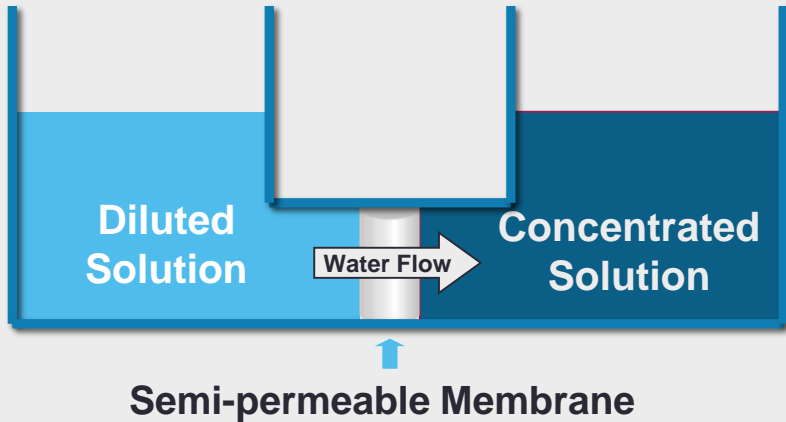 Diluted
Solution
Water Flow
Concentrated
Solution
Semi-permeable Membrane